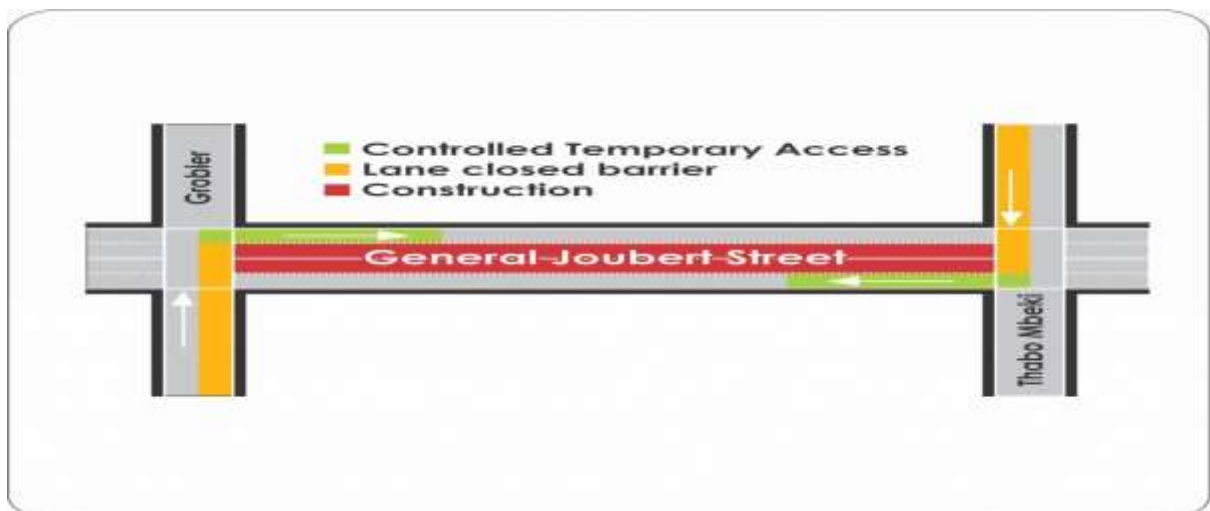 Grobler
Controlled Temporary Access
Lane closed barrier
Construction
General Joubert Street
Thabo Mbeki